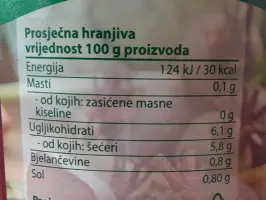 Prosječna hranjiva
vrijednost 100 g proizvoda
Energija 124 kJ / 30 kcal
Masti 0,1 g
- od kojih: zasićene masne
kiseline 0 g
Ugljikohidrati 6,1 g
- od kojih: šećeri 5,8 g
Bjelančevine 0,8 g
Sol 0,80 g